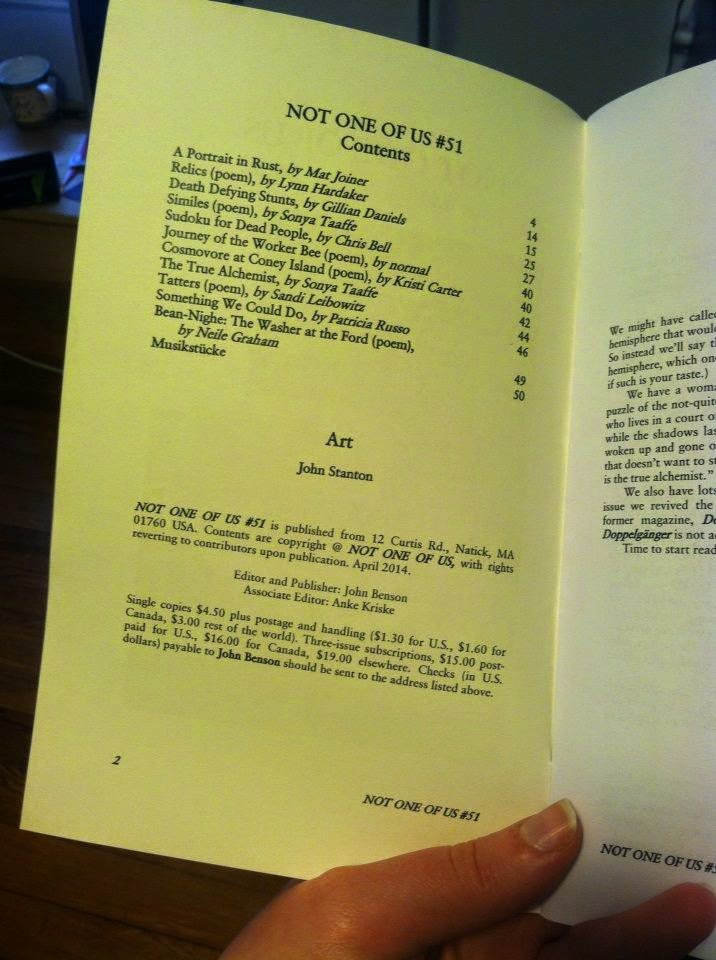 NOT ONE OF US #51
Contents
A Portrait in Rust, by Mat Joiner 4
Relics (poem), by Lynn Hardaker 14
Death Defying Stunts, by Gillian Daniels 15
Similes (poem), by Sonya Taaffe 25
Sudoku for Dead People, by Chris Bell 27
Journey of the Worker Bee (poem), by normal 40
Cosmovore at Coney Island (poem), by Kristi Carter 40
The True Alchemist, by Sonya Taaffe 42
Tatters (poem), by Sandi Leibowitz 44
Something We Could Do, by Patricia Russo 46
Bean-Nighe: The Washer at the Ford (poem),
by Neile Graham 49
Musikstücke 50
Art
John Stanton
NOT ONE OF US #51 is published from 12 Curtis Rd., Natick, MA
01760 USA. Contents are copyright @ NOT ONE OF US, with rights
reverting to contributors upon publication. April 2014.
Editor and Publisher: John Benson
Associate Editor: Anke Kriske
Single copies $4.50 plus postage and handling ($1.30 for U.S., $1.60 for
Canada, $3.00 rest of the world). Three-issue subscriptions, $15.00 post-
paid for U.S., $16.00 for Canada, $19.00 elsewhere. Checks (in U.S.
dollars) payable to John Benson should be sent to the address listed above.
2
NOT ONE OF US #51
We might have called
hemisphere that would
So instead we'll say
hemisphere, which
if such is your taste.)
We have a
puzzle of the
who lives in a court
while the shadows
woken up and gone
that doesn't want to
is the true alchemist."
We also have lots
issue we revived the
former magazine,
Doppelgänger is not
Time to start
NOT ONE OF US